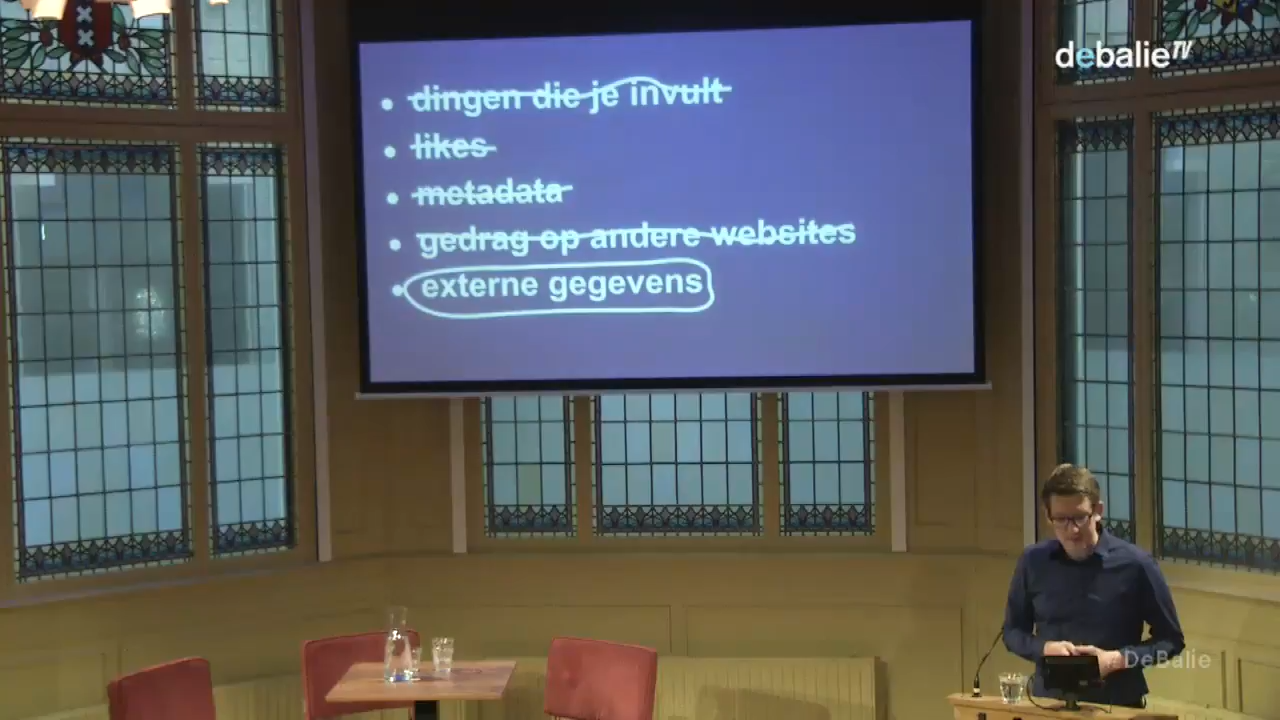 debalieTV
• dingen die je invult
• likes
• metadata
• gedrag op andere websites
• externe gegevens
#DeBalie